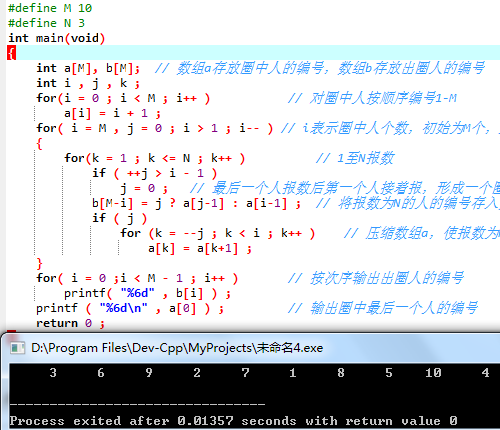 #define M 10
#define N 3
int main(void)
{
int a[M], b[M]; // 数组a存放圈中人的编号，数组b存放出圈人的编号
int i , j , k ;
for(i = 0 ; i < M ; i++ ) // 对圈中人按顺序编号1-M
a[i] = i + 1 ;
for( i = M , j = 0 ; i > 1 ; i-- ) // i表示圈中人个数，初始为M个，
{
for(k = 1 ; k <= N ; k++ ) // 1至N报数
if ( ++j > i - 1 )
j = 0 ; // 最后一个人报数后第一个人接着报，形成一个圈
b[M-i] = j ? a[j-1] : a[i-1] ; // 将报数为N的人的编号存入
if ( j )
for (k = --j ; k < i ; k++ ) // 压缩数组a，使报数为
a[k] = a[k+1] ;
}
for( i = 0 ;i < M - 1 ; i++ ) // 按次序输出出圈人的编号
printf( "%6d" , b[i] ) ;
printf ( "%6d\n" , a[0] ) ; // 输出圈中最后一个人的编号
return 0 ;
D:\Program Files\Dev-Cpp\MyProjects\未命名4.exe
3 6 9 2 7 1 8 5 10 4
--------------------------------
Process exited after 0.01357 seconds with return value 0